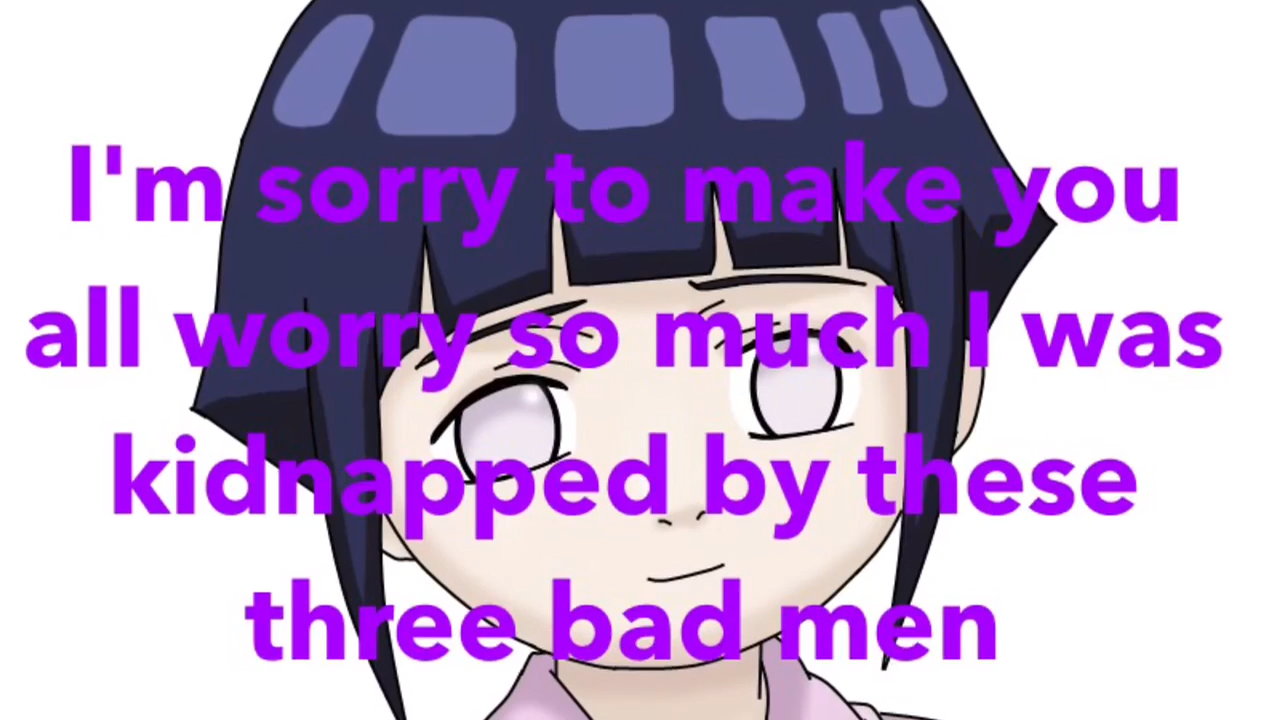 I'm sorry to make you
all worry so much I was
kidnapped by these
three bad men